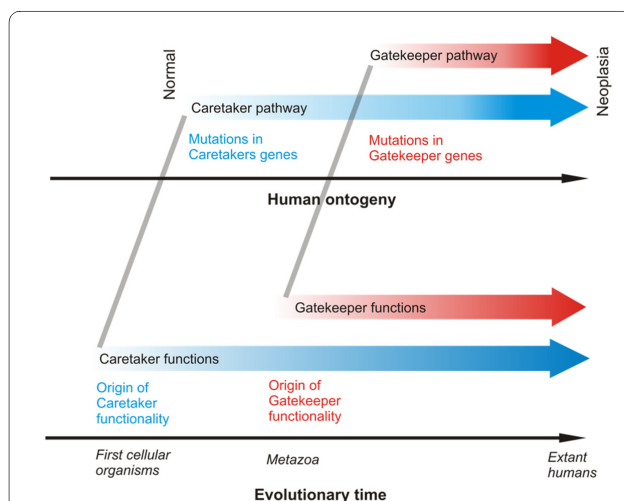 Gatekeeper pathway
Normal
Neoplasia
Caretaker pathway
Mutations in
Caretakers genes
Mutations in
Gatekeeper genes
Human ontogeny
Gatekeeper functions
Caretaker functions
Origin of
Caretaker
functionality
Origin of
Gatekeeper
functionality
First cellular
organisms
Metazoa
Extant
humans
Evolutionary time